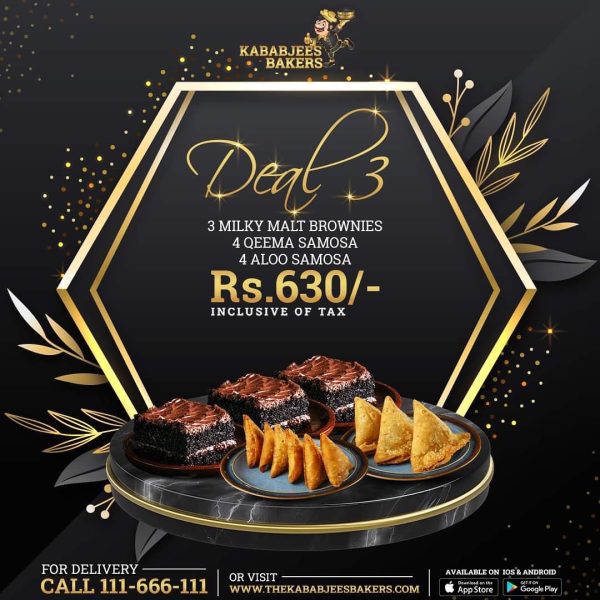 KABABJEES
BAKERS
Deal 3
3 MILKY MALT BROWNIES
4 QEEMA SAMOSA
4 ALOO SAMOSA
Rs.630/-
INCLUSIVE OF TAX
FOR DELIVERY
CALL 111-666-111
OR VISIT
WWW.THEKABABJEESBAKERS.COM
AVAILABLE ON IOS & ANDROID
Download on the
App Store
GET IT ON
Google Play